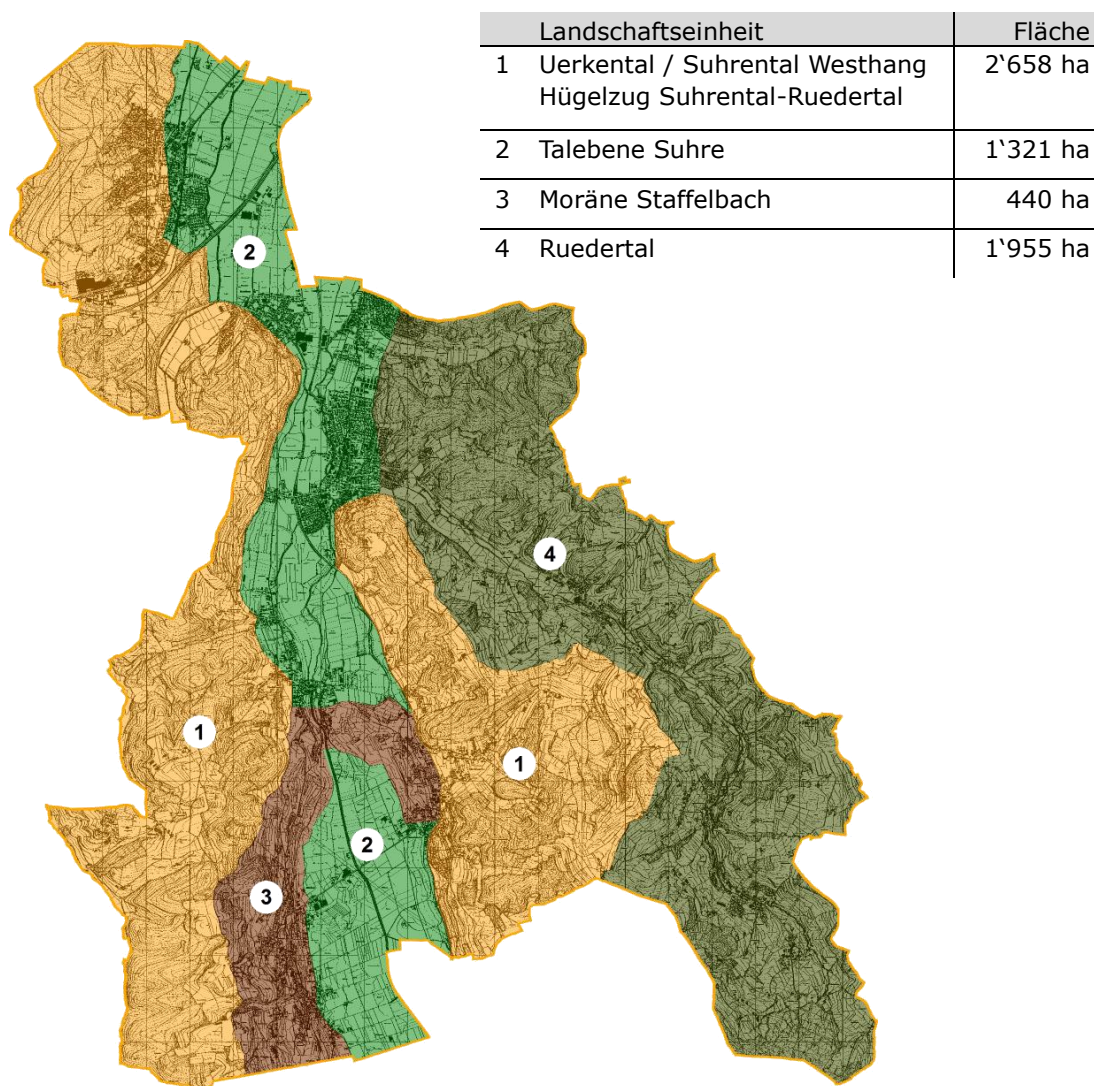 Landschaftseinheit Fläche
1 Uerkental / Suhrental Westhang 2‘658 ha
Hügelzug Suhrental-Ruedertal
2 Talebene Suhre 1‘321 ha
3 Moräne Staffelbach 440 ha
4 Ruedertal 1‘955 ha
2
4
1
1
2
3